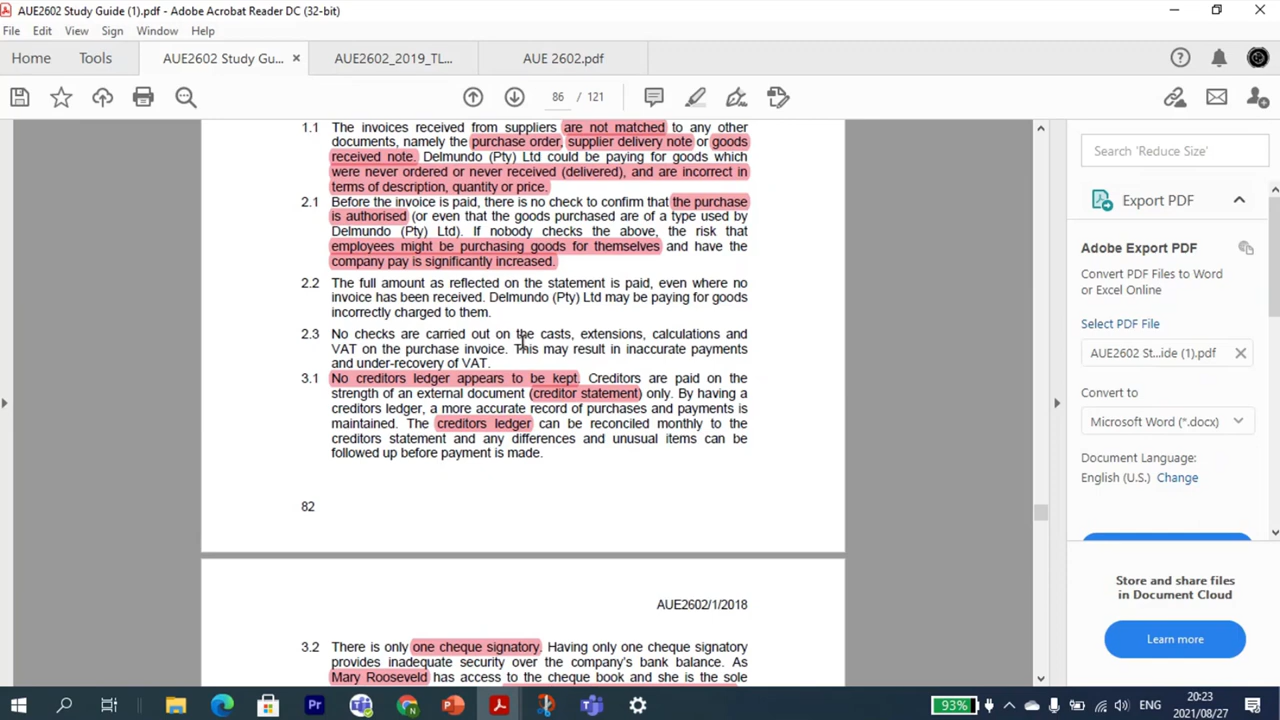 AUE2602 Study Guide (1).pdf - Adobe Acrobat Reader DC (32-bit)
File Edit View Sign Window Help
Home Tools AUE2602 Study Gu... × AUE2602_2019_TL... AUE 2602.pdf
86 / 121
1.1 The invoices received from suppliers are not matched to any other
documents, namely the purchase order, supplier delivery note or goods
received note. Delmundo (Pty) Ltd could be paying for goods which
were never ordered or never received (delivered), and are incorrect in
terms of description, quantity or price.
2.1 Before the invoice is paid, there is no check to confirm that the purchase
is authorised (or even that the goods purchased are of a type used by
Delmundo (Pty) Ltd). If nobody checks the above, the risk that
employees might be purchasing goods for themselves and have the
company pay is significantly increased.
2.2 The full amount as reflected on the statement is paid, even where no
invoice has been received. Delmundo (Pty) Ltd may be paying for goods
incorrectly charged to them.
2.3 No checks are carried out on the casts, extensions, calculations and
VAT on the purchase invoice. This may result in inaccurate payments
and under-recovery of VAT.
3.1 No creditors ledger appears to be kept. Creditors are paid on the
strength of an external document (creditor statement) only. By having a
creditors ledger, a more accurate record of purchases and payments is
maintained. The creditors ledger can be reconciled monthly to the
creditors statement and any differences and unusual items can be
followed up before payment is made.
82
AUE2602/1/2018
3.2 There is only one cheque signatory. Having only one cheque signatory
provides inadequate security over the company's bank balance. As
Mary Rooseveld has access to the cheque book and she is the sole
Search 'Reduce Size'
Export PDF
Adobe Export PDF
Convert PDF Files to Word
or Excel Online
Select PDF File
AUE2602 St...ide (1).pdf
Convert to
Microsoft Word (*.docx)
Document Language:
English (U.S.) Change
Store and share files
in Document Cloud
Learn more
93% ENG 20:23
2021/08/27